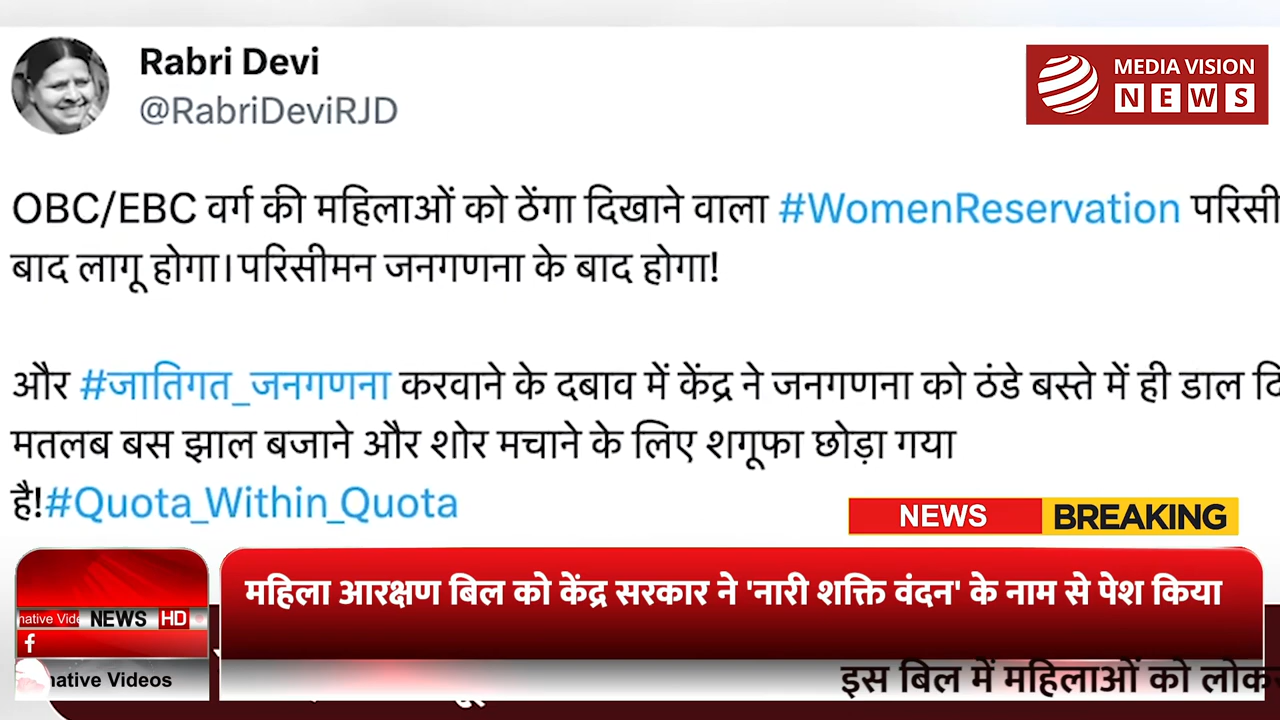 Rabri Devi
@RabriDeviRJD
MEDIA VISION
NEWS
OBC/EBC वर्ग की महिलाओं को ठेंगा दिखाने वाला #WomenReservation परिसी
बाद लागू होगा। परिसीमन जनगणना के बाद होगा!
और #जातिगत_जनगणना करवाने के दबाव में केंद्र ने जनगणना को ठंडे बस्ते में ही डाल
मतलब बस झाल बजाने और शोर मचाने के लिए शगूफा छोड़ा गया
है!#Quota_Within_Quota
NEWS BREAKING
महिला आरक्षण बिल को केंद्र सरकार ने 'नारी शक्ति वंदन' के नाम से पेश किया
NEWS HD
Videos
इस बिल में महिलाओं को लोक